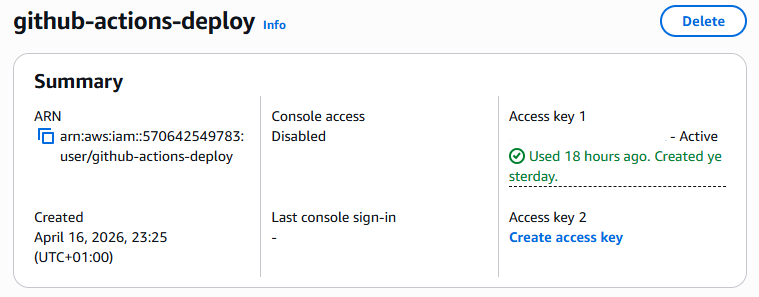 github-actions-deploy Info
Delete
Summary
ARN
arn:aws:iam::570642549783:
user/github-actions-deploy
Created
April 16, 2026, 23:25
(UTC+01:00)
Console access
Disabled
Last console sign-in
-
Access key 1
- Active
Used 18 hours ago. Created ye
sterday.
Access key 2
Create access key